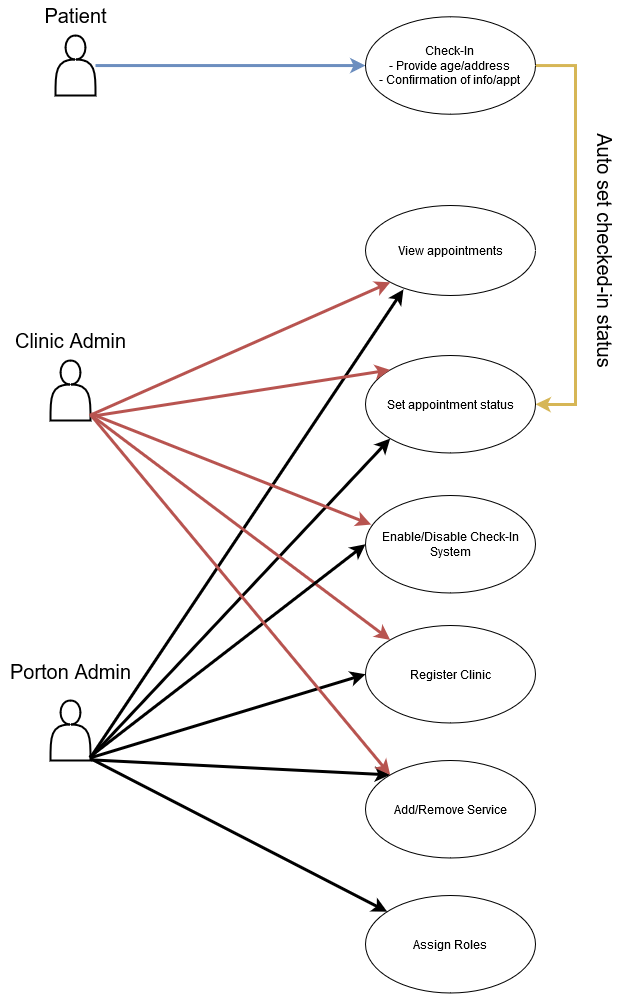 Patient
Check-In
- Provide age/address
- Confirmation of info/appt
Auto set checked-in status
View appointments
Clinic Admin
Set appointment status
Enable/Disable Check-In
System
Porton Admin
Register Clinic
Add/Remove Service
Assign Roles